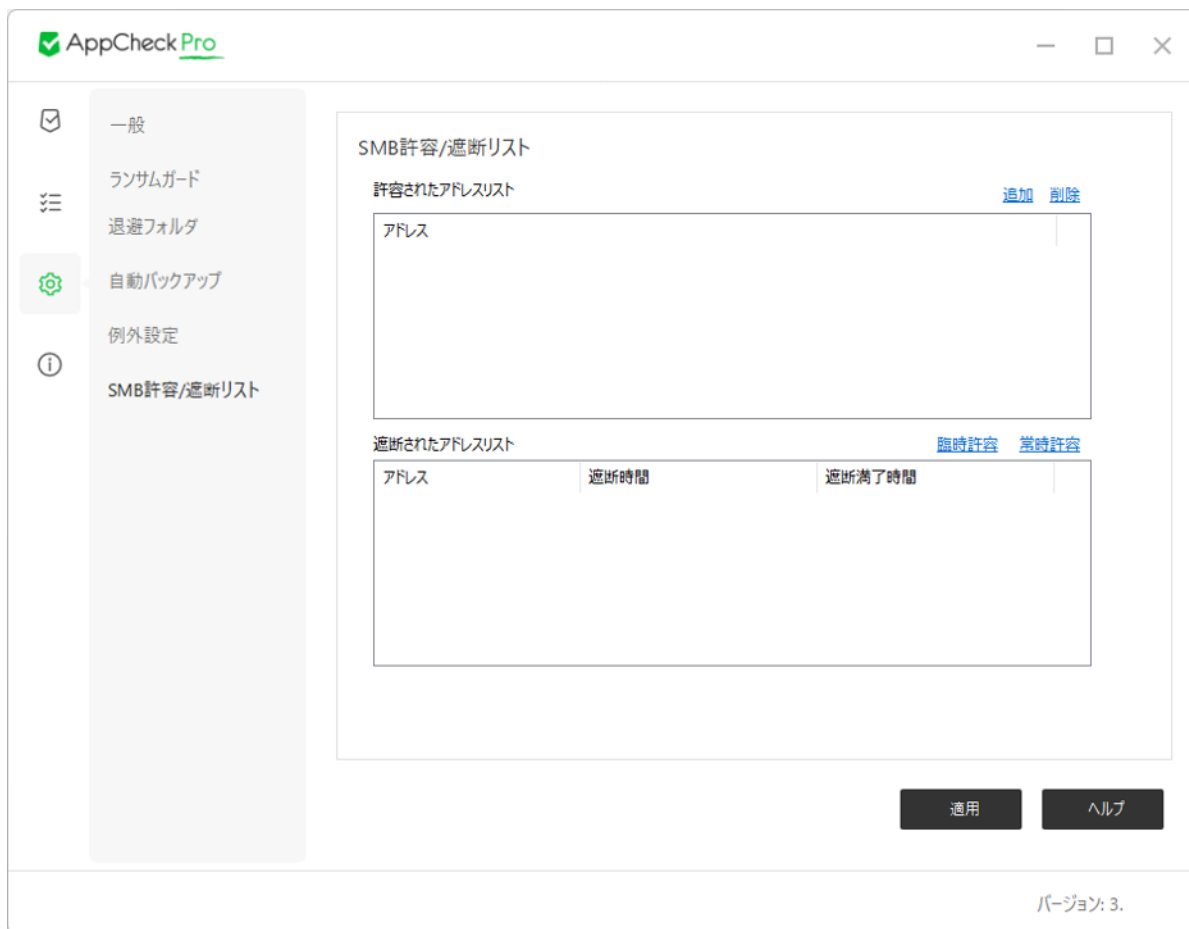 AppCheck Pro
一般
ランサムガード
退避フォルダ
自動バックアップ
例外設定
SMB許容/遮断リスト
SMB許容/遮断リスト
許容されたアドレスリスト 追加 削除
アドレス
遮断されたアドレスリスト 臨時許容 常時許容
アドレス 遮断時間 遮断満了時間
適用 ヘルプ
バージョン: 3.